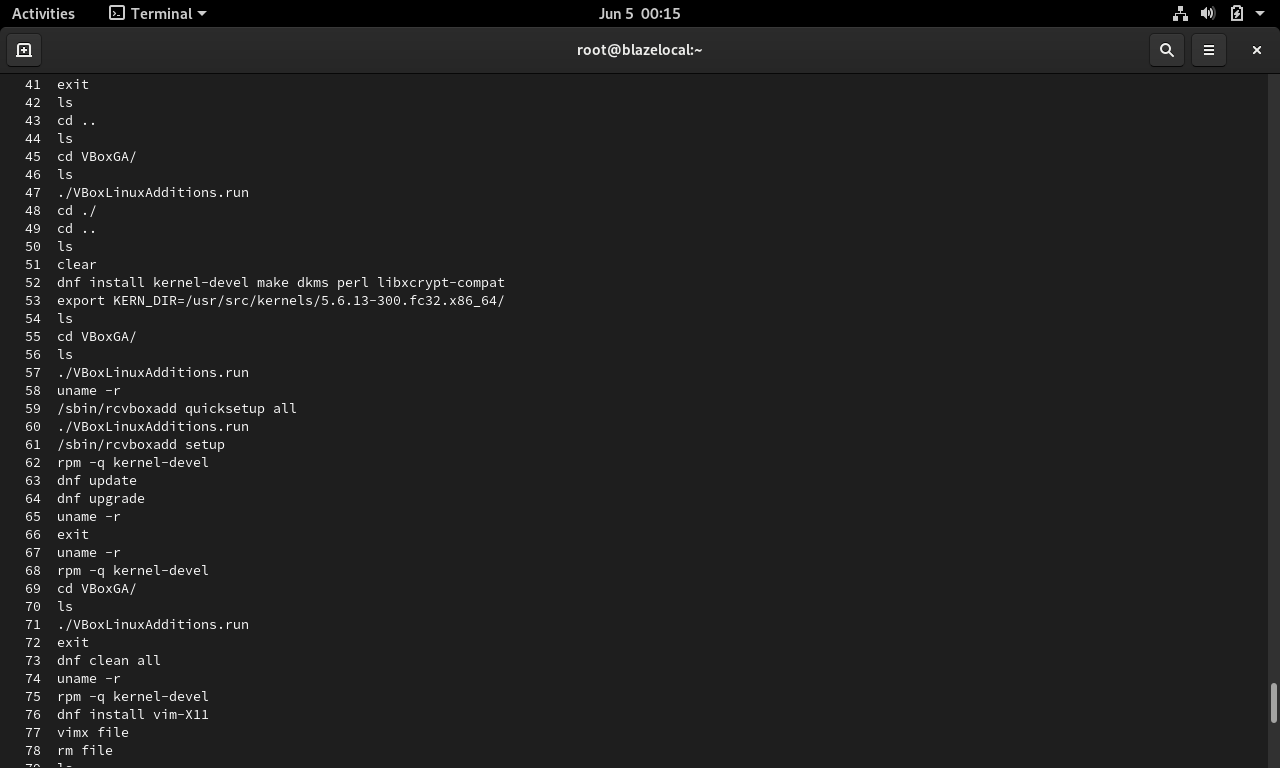 Activities
Terminal
Jun 5 00:15
root@blazelocal:~
41 exit
42 ls
43 cd ..
44 ls
45 cd VBoxGA/
46 ls
47 ./VBoxLinuxAdditions.run
48 cd ./
49 cd ..
50 ls
51 clear
52 dnf install kernel-devel make dkms perl libxcrypt-compat
53 export KERN_DIR=/usr/src/kernels/5.6.13-300.fc32.x86_64/
54 ls
55 cd VBoxGA/
56 ls
57 ./VBoxLinuxAdditions.run
58 uname -r
59 /sbin/rcvboxadd quicksetup all
60 ./VBoxLinuxAdditions.run
61 /sbin/rcvboxadd setup
62 rpm -q kernel-devel
63 dnf update
64 dnf upgrade
65 uname -r
66 exit
67 uname -r
68 rpm -q kernel-devel
69 cd VBoxGA/
70 ls
71 ./VBoxLinuxAdditions.run
72 exit
73 dnf clean all
74 uname -r
75 rpm -q kernel-devel
76 dnf install vim-X11
77 vimx file
78 rm file
79 ls